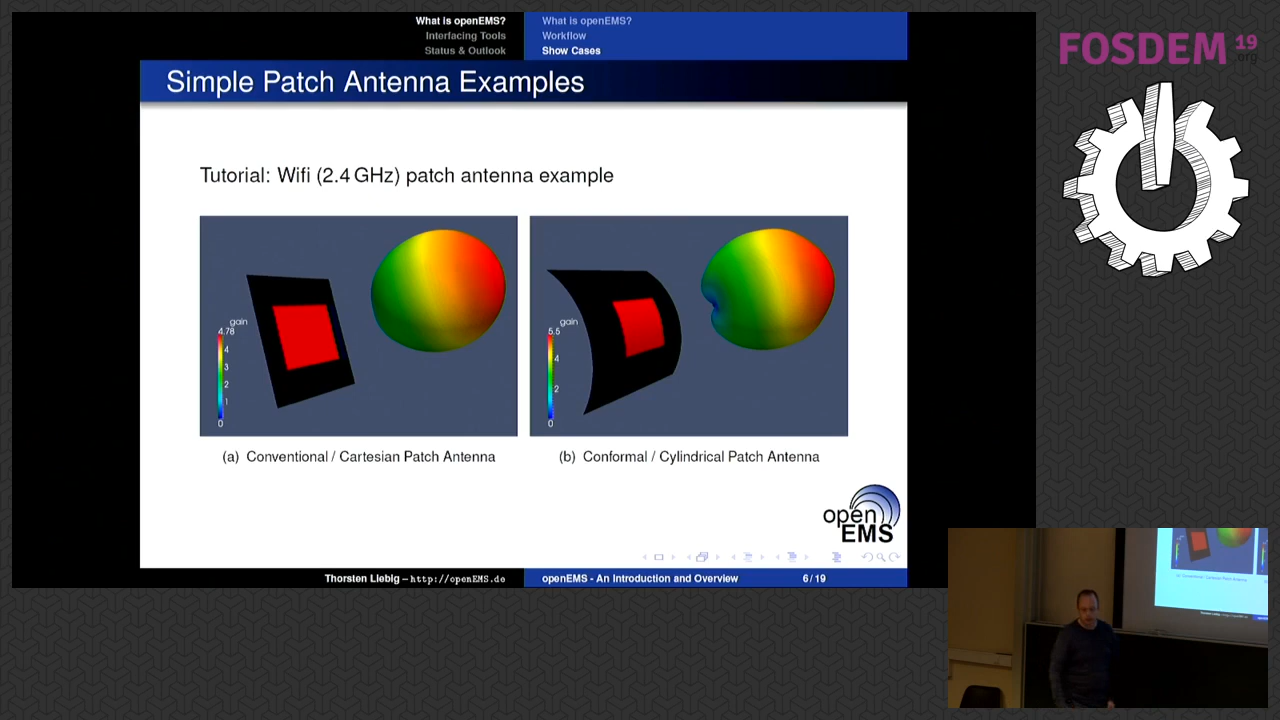 What is openEMS?
Interfacing Tools
Status & Outlook
What is openEMS?
Workflow
Show Cases
FOSDEM 19
.org
Simple Patch Antenna Examples
Tutorial: Wifi (2.4 GHz) patch antenna example
gain
4.78
4
3
2
1
0
gain
5.5
4
2
0
(a) Conventional / Cartesian Patch Antenna
(b) Conformal / Cylindrical Patch Antenna
open
EMS
Thorsten Liebig – http://openEMS.de
openEMS - An Introduction and Overview
6 / 19